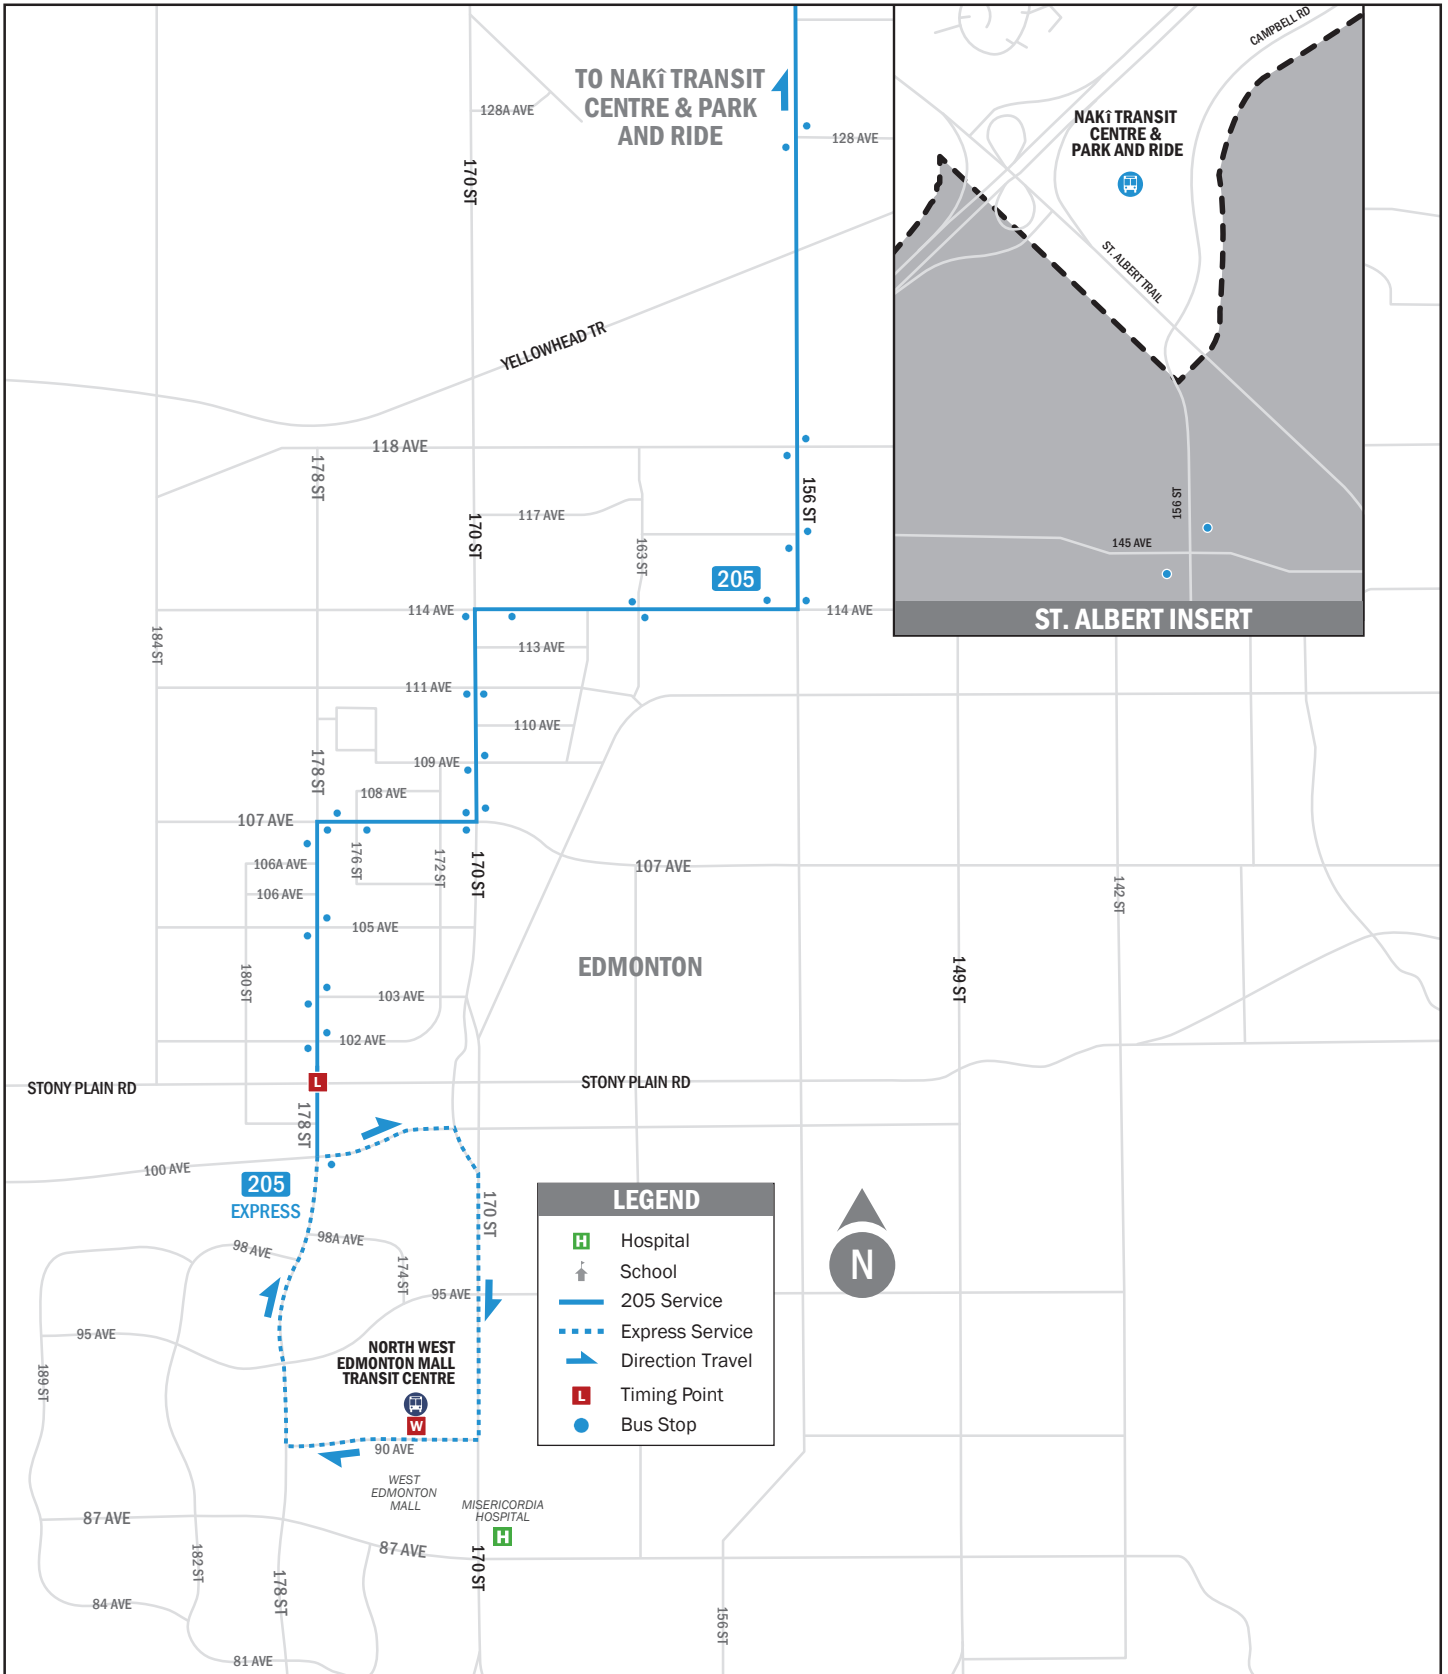 TO NAKî TRANSIT
CENTRE & PARK
AND RIDE
128A AVE
128 AVE
170 ST
YELLOWHEAD TR
CAMPBELL RD
NAKî TRANSIT
CENTRE &
PARK AND RIDE
ST. ALBERT TRAIL
156 ST
145 AVE
ST. ALBERT INSERT
118 AVE
178 ST
170 ST
117 AVE
163 ST
156 ST
205
114 AVE
114 AVE
184 ST
113 AVE
111 AVE
110 AVE
178 ST
109 AVE
108 AVE
107 AVE
176 ST
172 ST
170 ST
106A AVE
107 AVE
106 AVE
142 ST
105 AVE
EDMONTON
180 ST
149 ST
103 AVE
102 AVE
STONY PLAIN RD
L
STONY PLAIN RD
178 ST
100 AVE
205
EXPRESS
170 ST
98 AVE
98A AVE
174 ST
95 AVE
95 AVE
189 ST
NORTH WEST
EDMONTON MALL
TRANSIT CENTRE
W
90 AVE
WEST
EDMONTON
MALL
MISERICORDIA
HOSPITAL
H
87 AVE
87 AVE
182 ST
178 ST
170 ST
84 AVE
156 ST
81 AVE
LEGEND
H Hospital
School
205 Service
Express Service
Direction Travel
L Timing Point
Bus Stop
N